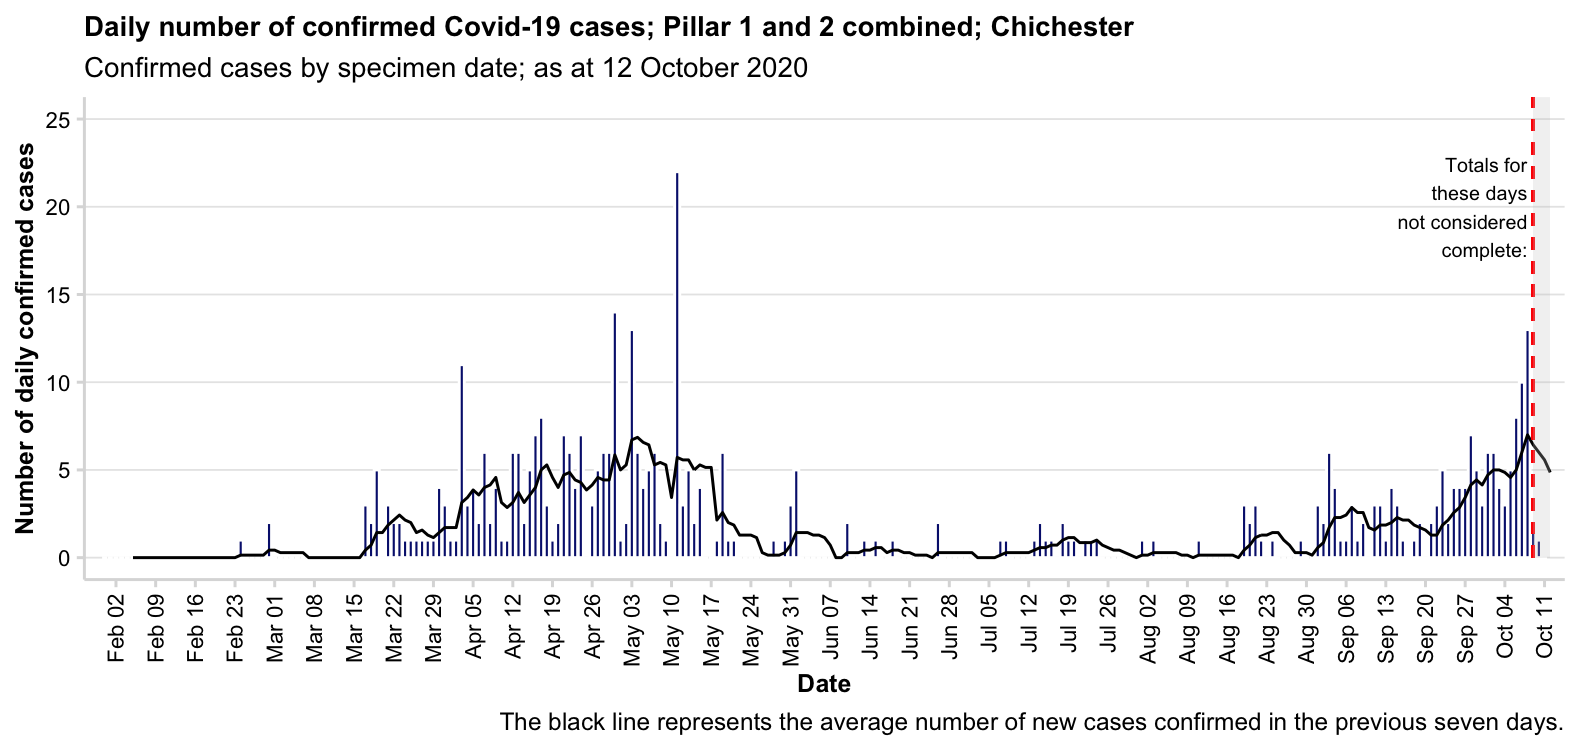 Daily number of confirmed Covid-19 cases; Pillar 1 and 2 combined; Chichester
Confirmed cases by specimen date; as at 12 October 2020
Number of daily confirmed cases
25
20
15
10
5
0
Totals for
these days
not considered
complete:
Feb 02
Feb 09
Feb 16
Feb 23
Mar 01
Mar 08
Mar 15
Mar 22
Mar 29
Apr 05
Apr 12
Apr 19
Apr 26
May 03
May 10
May 17
May 24
May 31
Jun 07
Jun 14
Jun 21
Jun 28
Jul 05
Jul 12
Jul 19
Jul 26
Aug 02
Aug 09
Aug 16
Aug 23
Aug 30
Sep 06
Sep 13
Sep 20
Sep 27
Oct 04
Oct 11
Date
The black line represents the average number of new cases confirmed in the previous seven days.